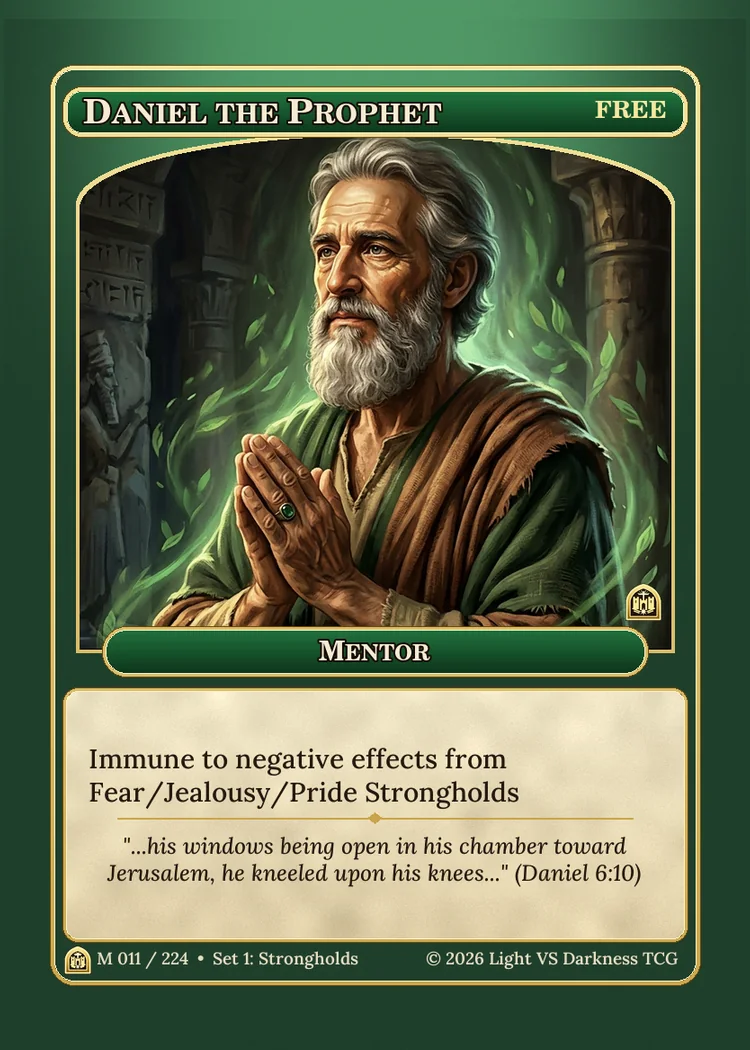 Daniel the Prophet
FREE
Mentor
Immune to negative effects from
Fear/Jealousy/Pride Strongholds
"...his windows being open in his chamber toward
Jerusalem, he kneeled upon his knees..." (Daniel 6:10)
M 011 / 224 • Set 1: Strongholds
© 2026 Light VS Darkness TCG